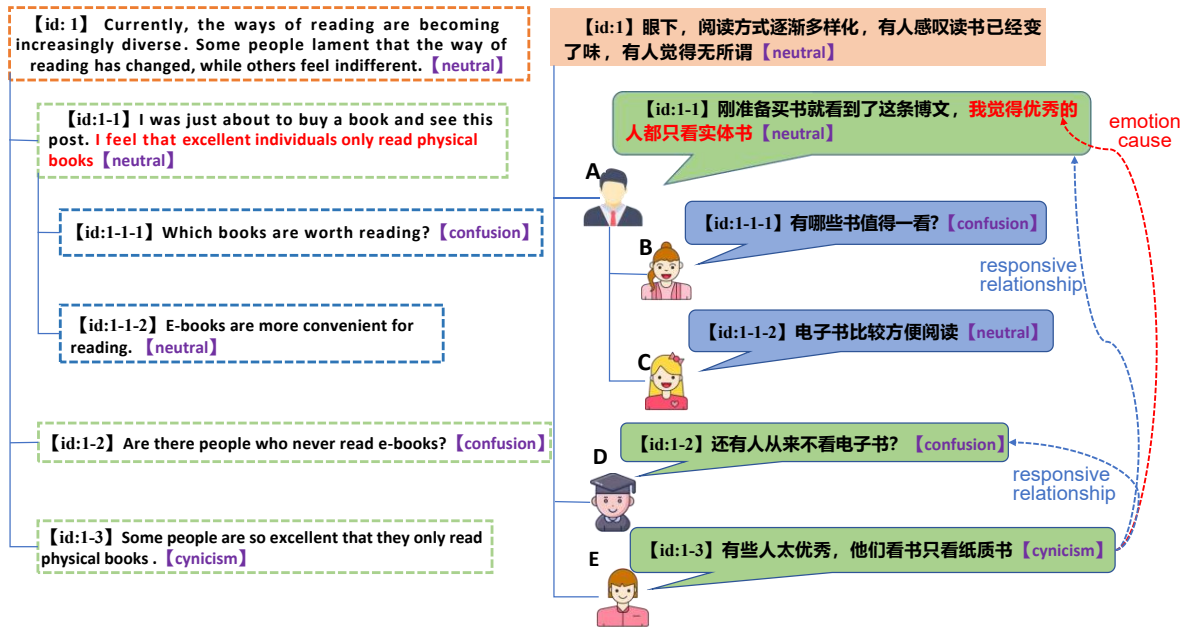 【id: 1】 Currently, the ways of reading are becoming
increasingly diverse. Some people lament that the way of
reading has changed, while others feel indifferent.【neutral】
【id:1-1】I was just about to buy a book and see this
post. I feel that excellent individuals only read physical
books【neutral】
【id:1-1-1】Which books are worth reading?【confusion】
【id:1-1-2】E-books are more convenient for
reading. 【neutral】
【id:1-2】Are there people who never read e-books?【confusion】
【id:1-3】Some people are so excellent that they only read
physical books .【cynicism】
【id:1】眼下，阅读方式逐渐多样化，有人感叹读书已经变
了味，有人觉得无所谓【neutral】
【id:1-1】刚准备买书就看到了这条博文，我觉得优秀的
人都只看实体书【neutral】
emotion
cause
A
【id:1-1-1】有哪些书值得一看?【confusion】
B
responsive
relationship
【id:1-1-2】电子书比较方便阅读【neutral】
C
【id:1-2】还有人从来不看电子书？【confusion】
D
responsive
relationship
【id:1-3】有些人太优秀，他们看书只看纸质书【cynicism】
E